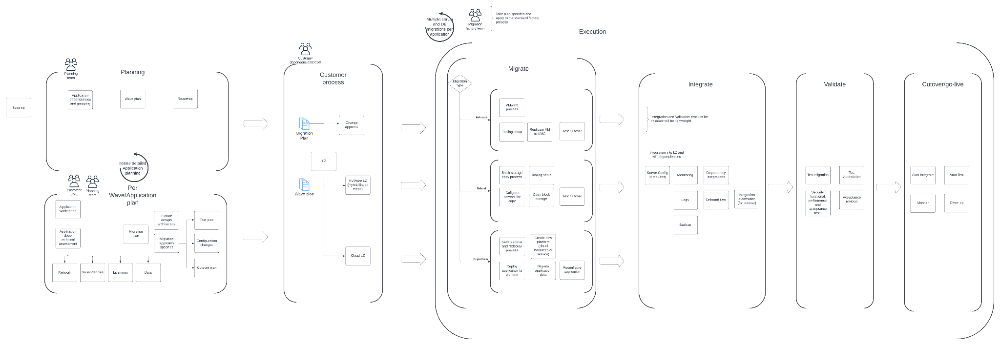 Scoping
Planning
team
Planning
Application
dependencies
and grouping
Wave plan
Roadmap
Iterate detailed
Application
planning
Customer
SME
Planning
team
Per
Wave/Application
plan
Application
workshops
Application
deep
technical
assessment
Network
Dependencies
Licensing
Data
Migration
plan
Furture
design/
architecture
Migration
approach
specifics
Test plan
Configuration
changes
Cutover plan
Customer
dependencies/CCoE
Customer
process
Migration
Plan
Change
approval
LZ
Wave plan
VMWare LZ
(Hybrid linked
mode)
Cloud LZ
Multiple server
and DB
migrations per
application
Migration
factory team
Take plan specifics and
apply to the standard factory
process
Execution
Migrate
Migration
type
Relocate
VMware
process
Tooling setup
Replicate VM
to VMC
Test Cutover
Rehost
Block storage
copy process
Tooling setup
Cofigure
network for
copy
Copy block
storage
Test Cutover
Replatform
New platform
and redeploy
process
Create new
platform
(cloud
instances or
service)
Deploy
applicaiton to
platform
Migrate
application
data
Reconfigure
application
Integrate
Integration and Validation process for
relocate will be lightweight
Integration into LZ and
with dependencies
Server Config
(If required)
Monitoring
Dependency
integrations
Logs
Onboard Ops
Integration
automation
(for cutover)
Backup
Validate
Test migration
Test
Automation
Security,
functional,
performance
and
acceptance
tests
Acceptance
reviews
Cutover/go-live
Auto Integrate
Auto Test
Monitor
Clean up